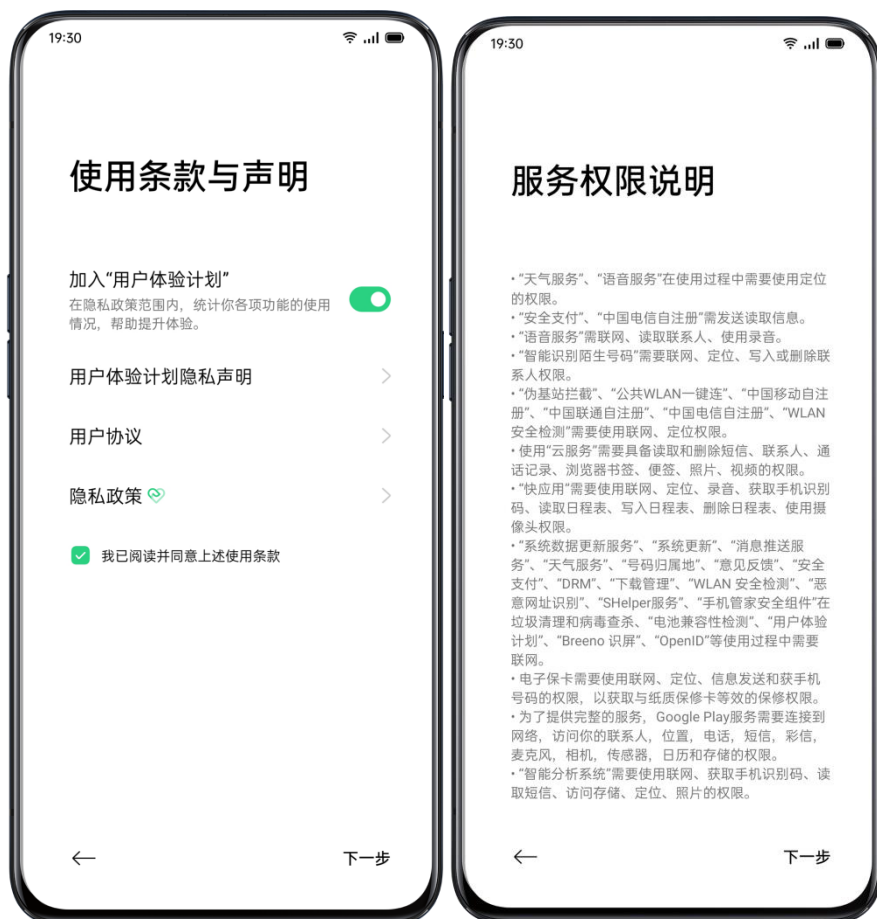 19:30
使用条款与声明
加入“用户体验计划”
在隐私政策范围内，统计你各项功能的使用
情况，帮助提升体验。
用户体验计划隐私声明
用户协议
隐私政策
我已阅读并同意上述使用条款
下一步
19:30
服务权限说明
• “天气服务”、“语音服务”在使用过程中需要使用定位
的权限。
• “安全支付”、“中国电信自注册”需发送读取信息。
• “语音服务”需联网、读取联系人、使用录音。
• “智能识别陌生号码”需要联网、定位、写入或删除联
系人权限。
• “伪基站拦截”、“公共WLAN一键连”、“中国移动自注
册”、“中国联通自注册”、“中国电信自注册”、“WLAN
安全检测”需要使用联网、定位权限。
• 使用“云服务”需要具备读取和删除短信、联系人、通
话记录、浏览器书签、便签、照片、视频的权限。
• “快应用”需要使用联网、定位、录音、获取手机识别
码、读取日程表、写入日程表、删除日程表、使用摄
像头权限。
• “系统数据更新服务”、“系统更新”、“消息推送服
务”、“天气服务”、“号码归属地”、“意见反馈”、“安全
支付”、“DRM”、“下载管理”、“WLAN 安全检测”、“恶
意网址识别”、“SHelper服务”、“手机管家安全组件”在
垃圾清理和病毒查杀、“电池兼容性检测”、“用户体验
计划”、“Breeno 识屏”、“OpenID”等使用过程中需要
联网。
• 电子保卡需要使用联网、定位、信息发送和获手机
号码的权限，以获取与纸质保修卡等效的保修权限。
• 为了提供完整的服务，Google Play服务需要连接到
网络，访问你的联系人，位置，电话，短信，彩信，
麦克风，相机，传感器，日历和存储的权限。
• “智能分析系统”需要使用联网、获取手机识别码、读
取短信、访问存储、定位、照片的权限。
下一步